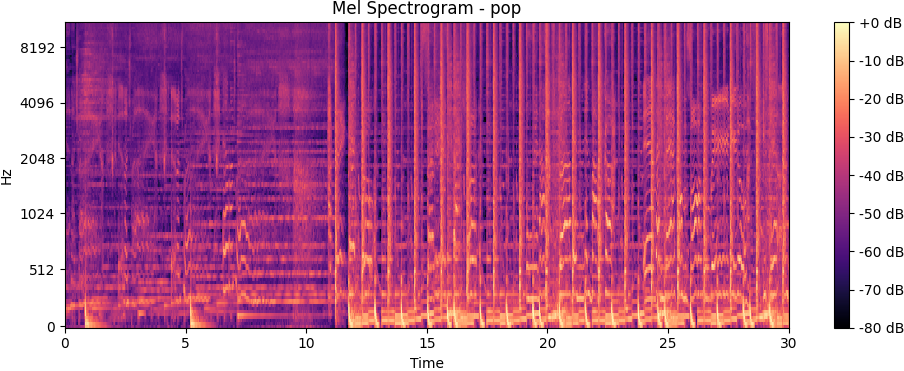 Mel Spectrogram - pop
Hz
8192
4096
2048
1024
512
0
0 5 10 15 20 25 30
Time
+0 dB
-10 dB
-20 dB
-30 dB
-40 dB
-50 dB
-60 dB
-70 dB
-80 dB